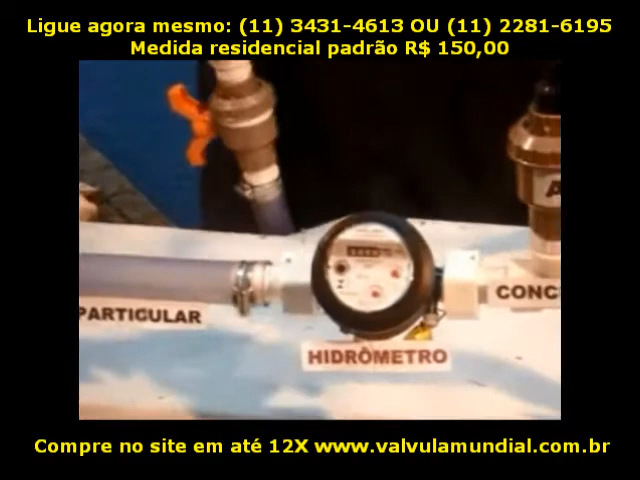 Ligue agora mesmo: (11) 3431-4613 OU (11) 2281-6195
Medida residencial padrão R$ 150,00
PARTICULAR
HIDRÔMETRO
CONC
Compre no site em até 12X www.valvulamundial.com.br